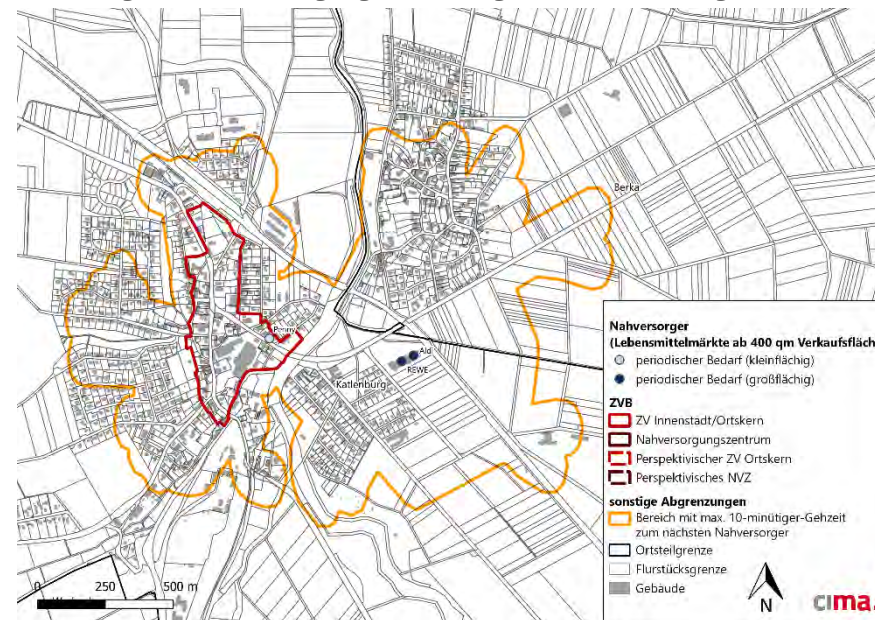 Berka
Penny
Ald
REWE
Katlenburg
Nahversorger
(Lebensmittelmärkte ab 400 qm Verkaufsfläch
periodischer Bedarf (kleinflächig)
periodischer Bedarf (großflächig)
ZVB
ZV Innenstadt/Ortskern
Nahversorgungszentrum
Perspektivischer ZV Ortskern
Perspektivisches NVZ
sonstige Abgrenzungen
Bereich mit max. 10-minütiger-Gehzeit
zum nächsten Nahversorger
Ortsteilgrenze
Flurstücksgrenze
Gebäude
N
cima.
0 250 500 m